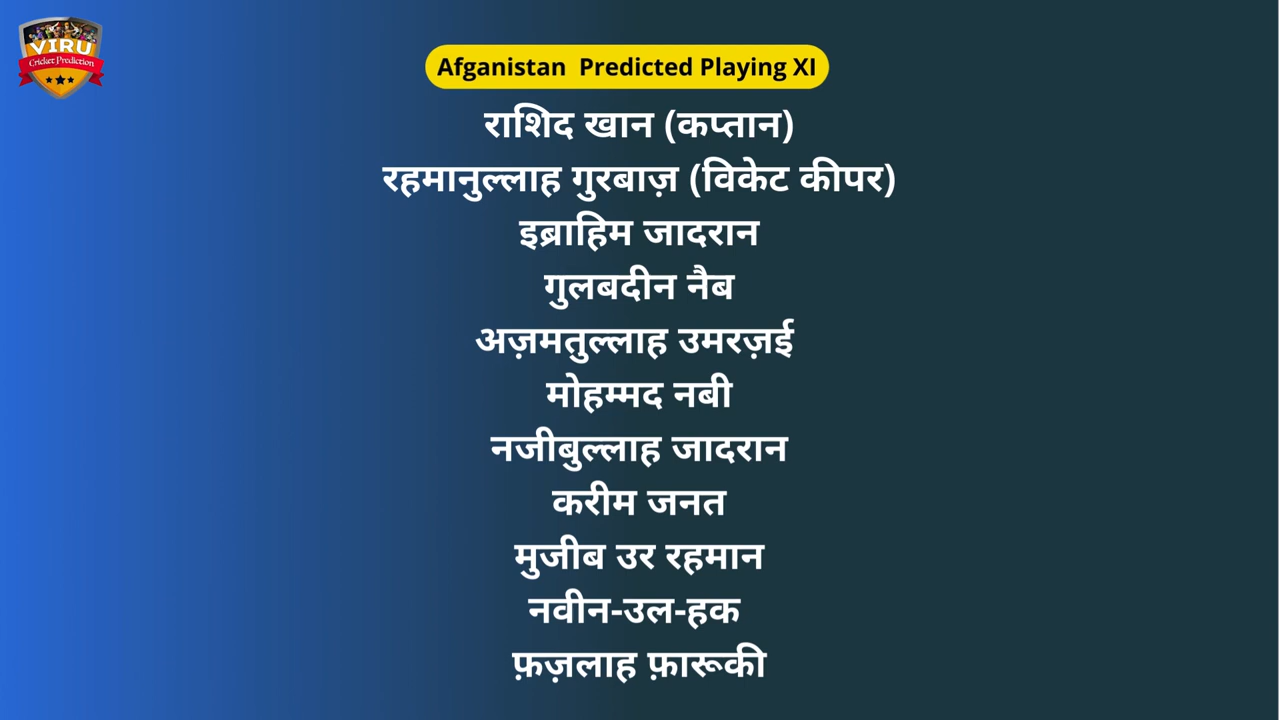 VIRU
Cricket Prediction
Afganistan Predicted Playing XI
राशिद खान (कप्तान)
रहमानुल्लाह गुरबाज़ (विकेट कीपर)
इब्राहिम जादरान
गुलबदीन नैब
अज़मतुल्लाह उमरज़ई
मोहम्मद नबी
नजीबुल्लाह जादरान
करीम जनत
मुजीब उर रहमान
नवीन-उल-हक
फ़ज़लाह फ़ारूकी